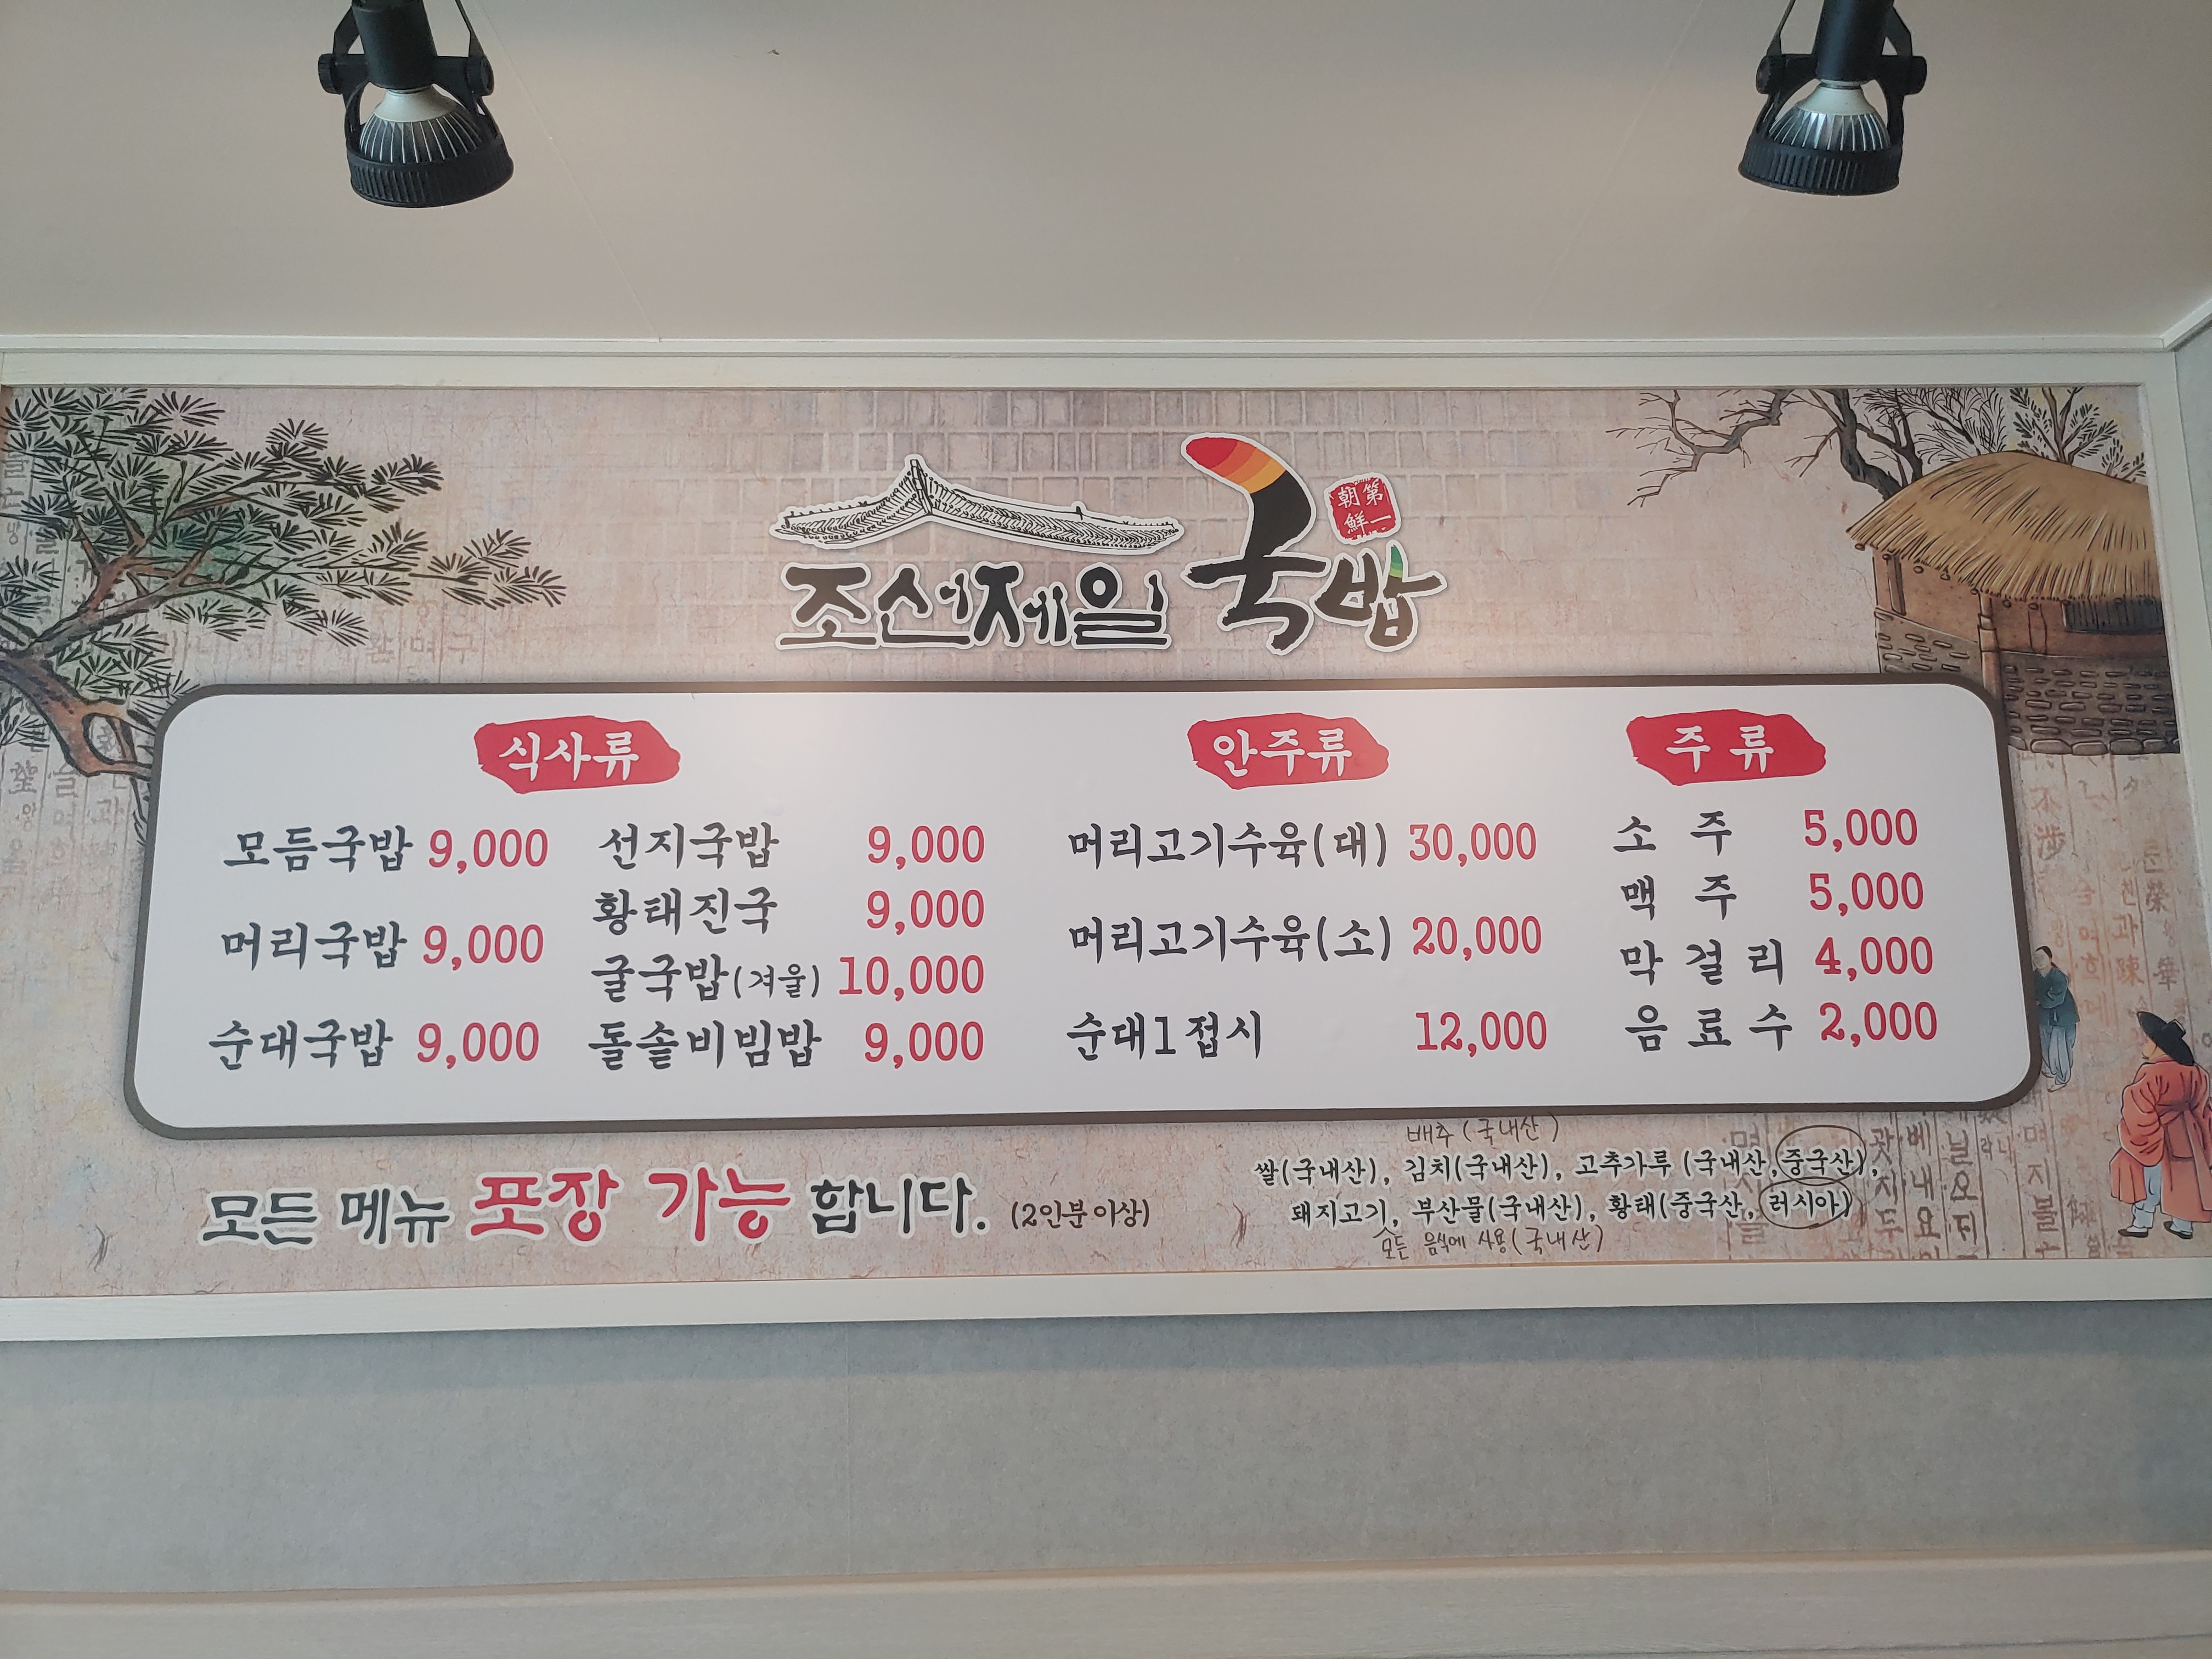 조선제일 국밥
朝第
鮮一
식사류
모듬국밥 9,000
머리국밥 9,000
순대국밥 9,000
선지국밥 9,000
황태진국 9,000
굴국밥(겨울) 10,000
돌솥비빔밥 9,000
안주류
머리고기수육(대) 30,000
머리고기수육(소) 20,000
순대1접시 12,000
주 류
소 주 5,000
맥 주 5,000
막 걸 리 4,000
음 료 수 2,000
모든 메뉴 포장 가능 합니다. (2인분이상)
배추(국내산)
쌀(국내산), 김치(국내산), 고추가루 (국내산,중국산),
돼지고기, 부산물(국내산), 황태(중국산, 러시아)
모든 음식에 사용(국내산)